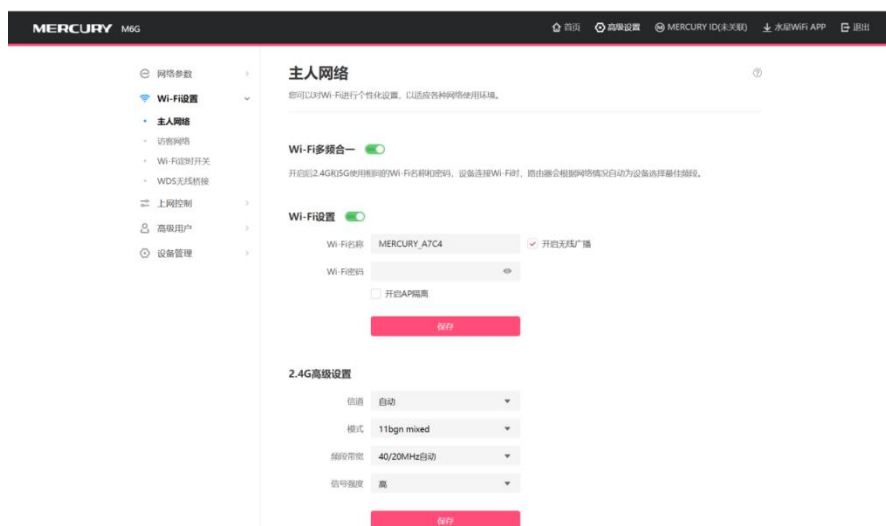 MERCURY M6G 首页 高级设置 MERCURY ID(未关联) 水星WiFi APP 退出
网络参数
Wi-Fi设置
主人网络
访客网络
Wi-Fi定时开关
WDS无线桥接
上网控制
高级用户
设备管理
主人网络
您可以对Wi-Fi进行个性化设置，以适应各种网络使用环境。
Wi-Fi多频合一
开启后2.4G和5G使用相同的Wi-Fi名称和密码，设备连接Wi-Fi时，路由器会根据网络情况自动为设备选择最佳频段。
Wi-Fi设置
Wi-Fi名称 MERCURY_A7C4 开启无线广播
Wi-Fi密码
开启AP隔离
保存
2.4G高级设置
信道 自动
模式 11bgn mixed
频段带宽 40/20MHz自动
信号强度 高
保存